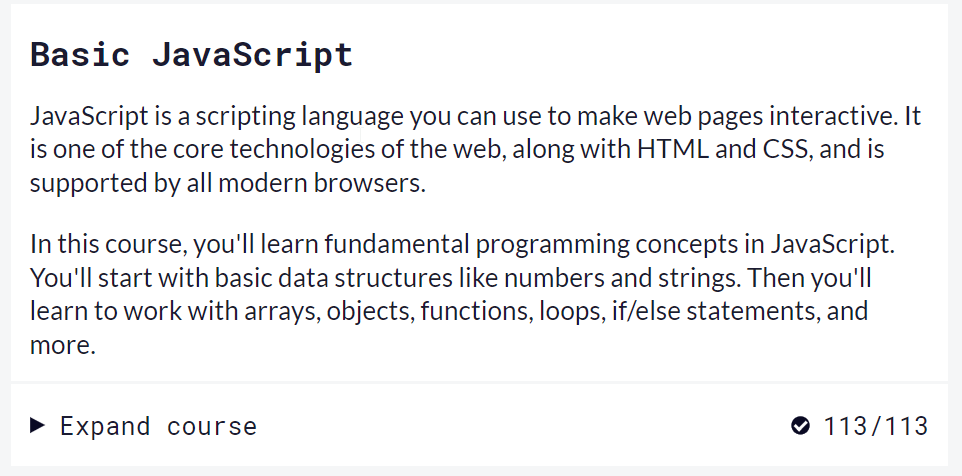 Basic JavaScript
JavaScript is a scripting language you can use to make web pages interactive. It
is one of the core technologies of the web, along with HTML and CSS, and is
supported by all modern browsers.
In this course, you'll learn fundamental programming concepts in JavaScript.
You'll start with basic data structures like numbers and strings. Then you'll
learn to work with arrays, objects, functions, loops, if/else statements, and
more.
Expand course 113/113